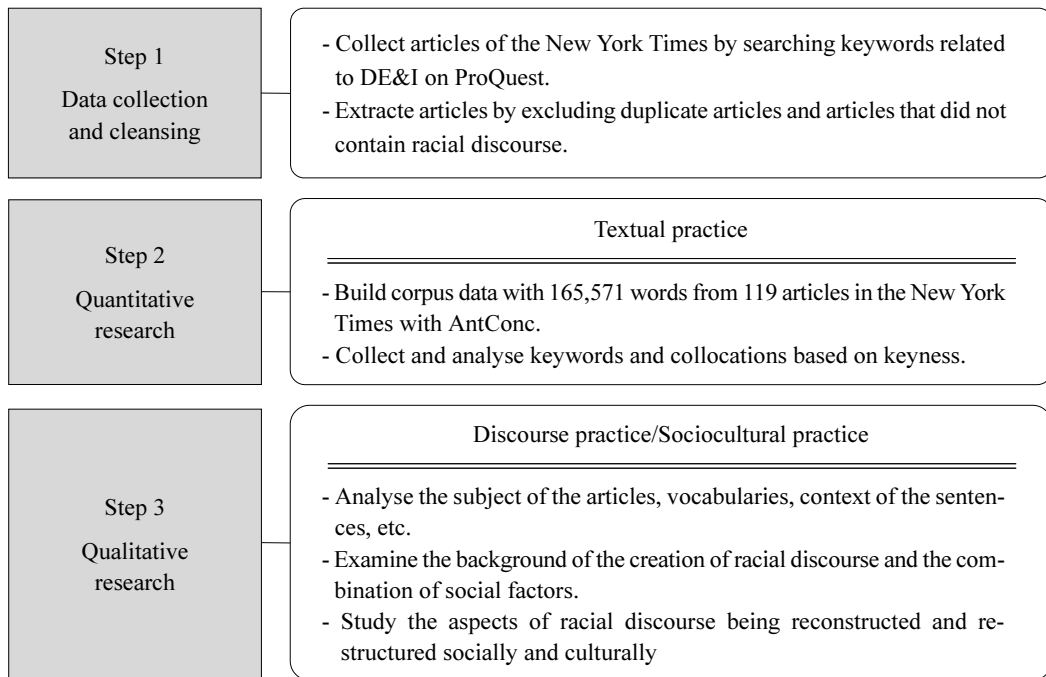 Step 1
Data collection
and cleansing
- Collect articles of the New York Times by searching keywords related
to DE&I on ProQuest.
- Extracte articles by excluding duplicate articles and articles that did not
contain racial discourse.
Step 2
Quantitative
research
Textual practice
- Build corpus data with 165,571 words from 119 articles in the New York
Times with AntConc.
- Collect and analyse keywords and collocations based on keyness.
Step 3
Qualitative
research
Discourse practice/Sociocultural practice
- Analyse the subject of the articles, vocabularies, context of the senten-
ces, etc.
- Examine the background of the creation of racial discourse and the com-
bination of social factors.
- Study the aspects of racial discourse being reconstructed and re-
structured socially and culturally